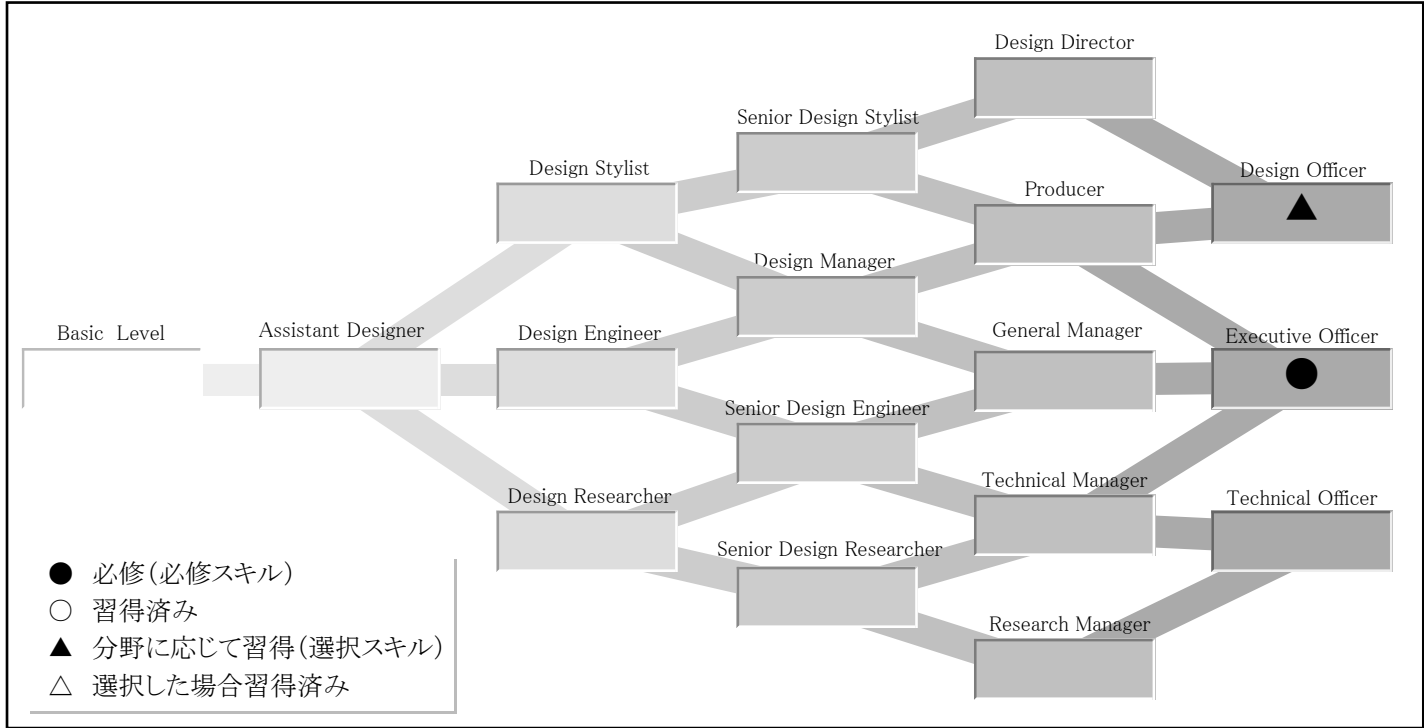 Design Director
Senior Design Stylist
Design Stylist
Producer
Design Officer
▲
Design Manager
Basic Level
Assistant Designer
Design Engineer
General Manager
Executive Officer
●
Senior Design Engineer
Design Researcher
Technical Manager
Technical Officer
Senior Design Researcher
Research Manager
● 必修(必修スキル)
○ 習得済み
▲ 分野に応じて習得(選択スキル)
△ 選択した場合習得済み